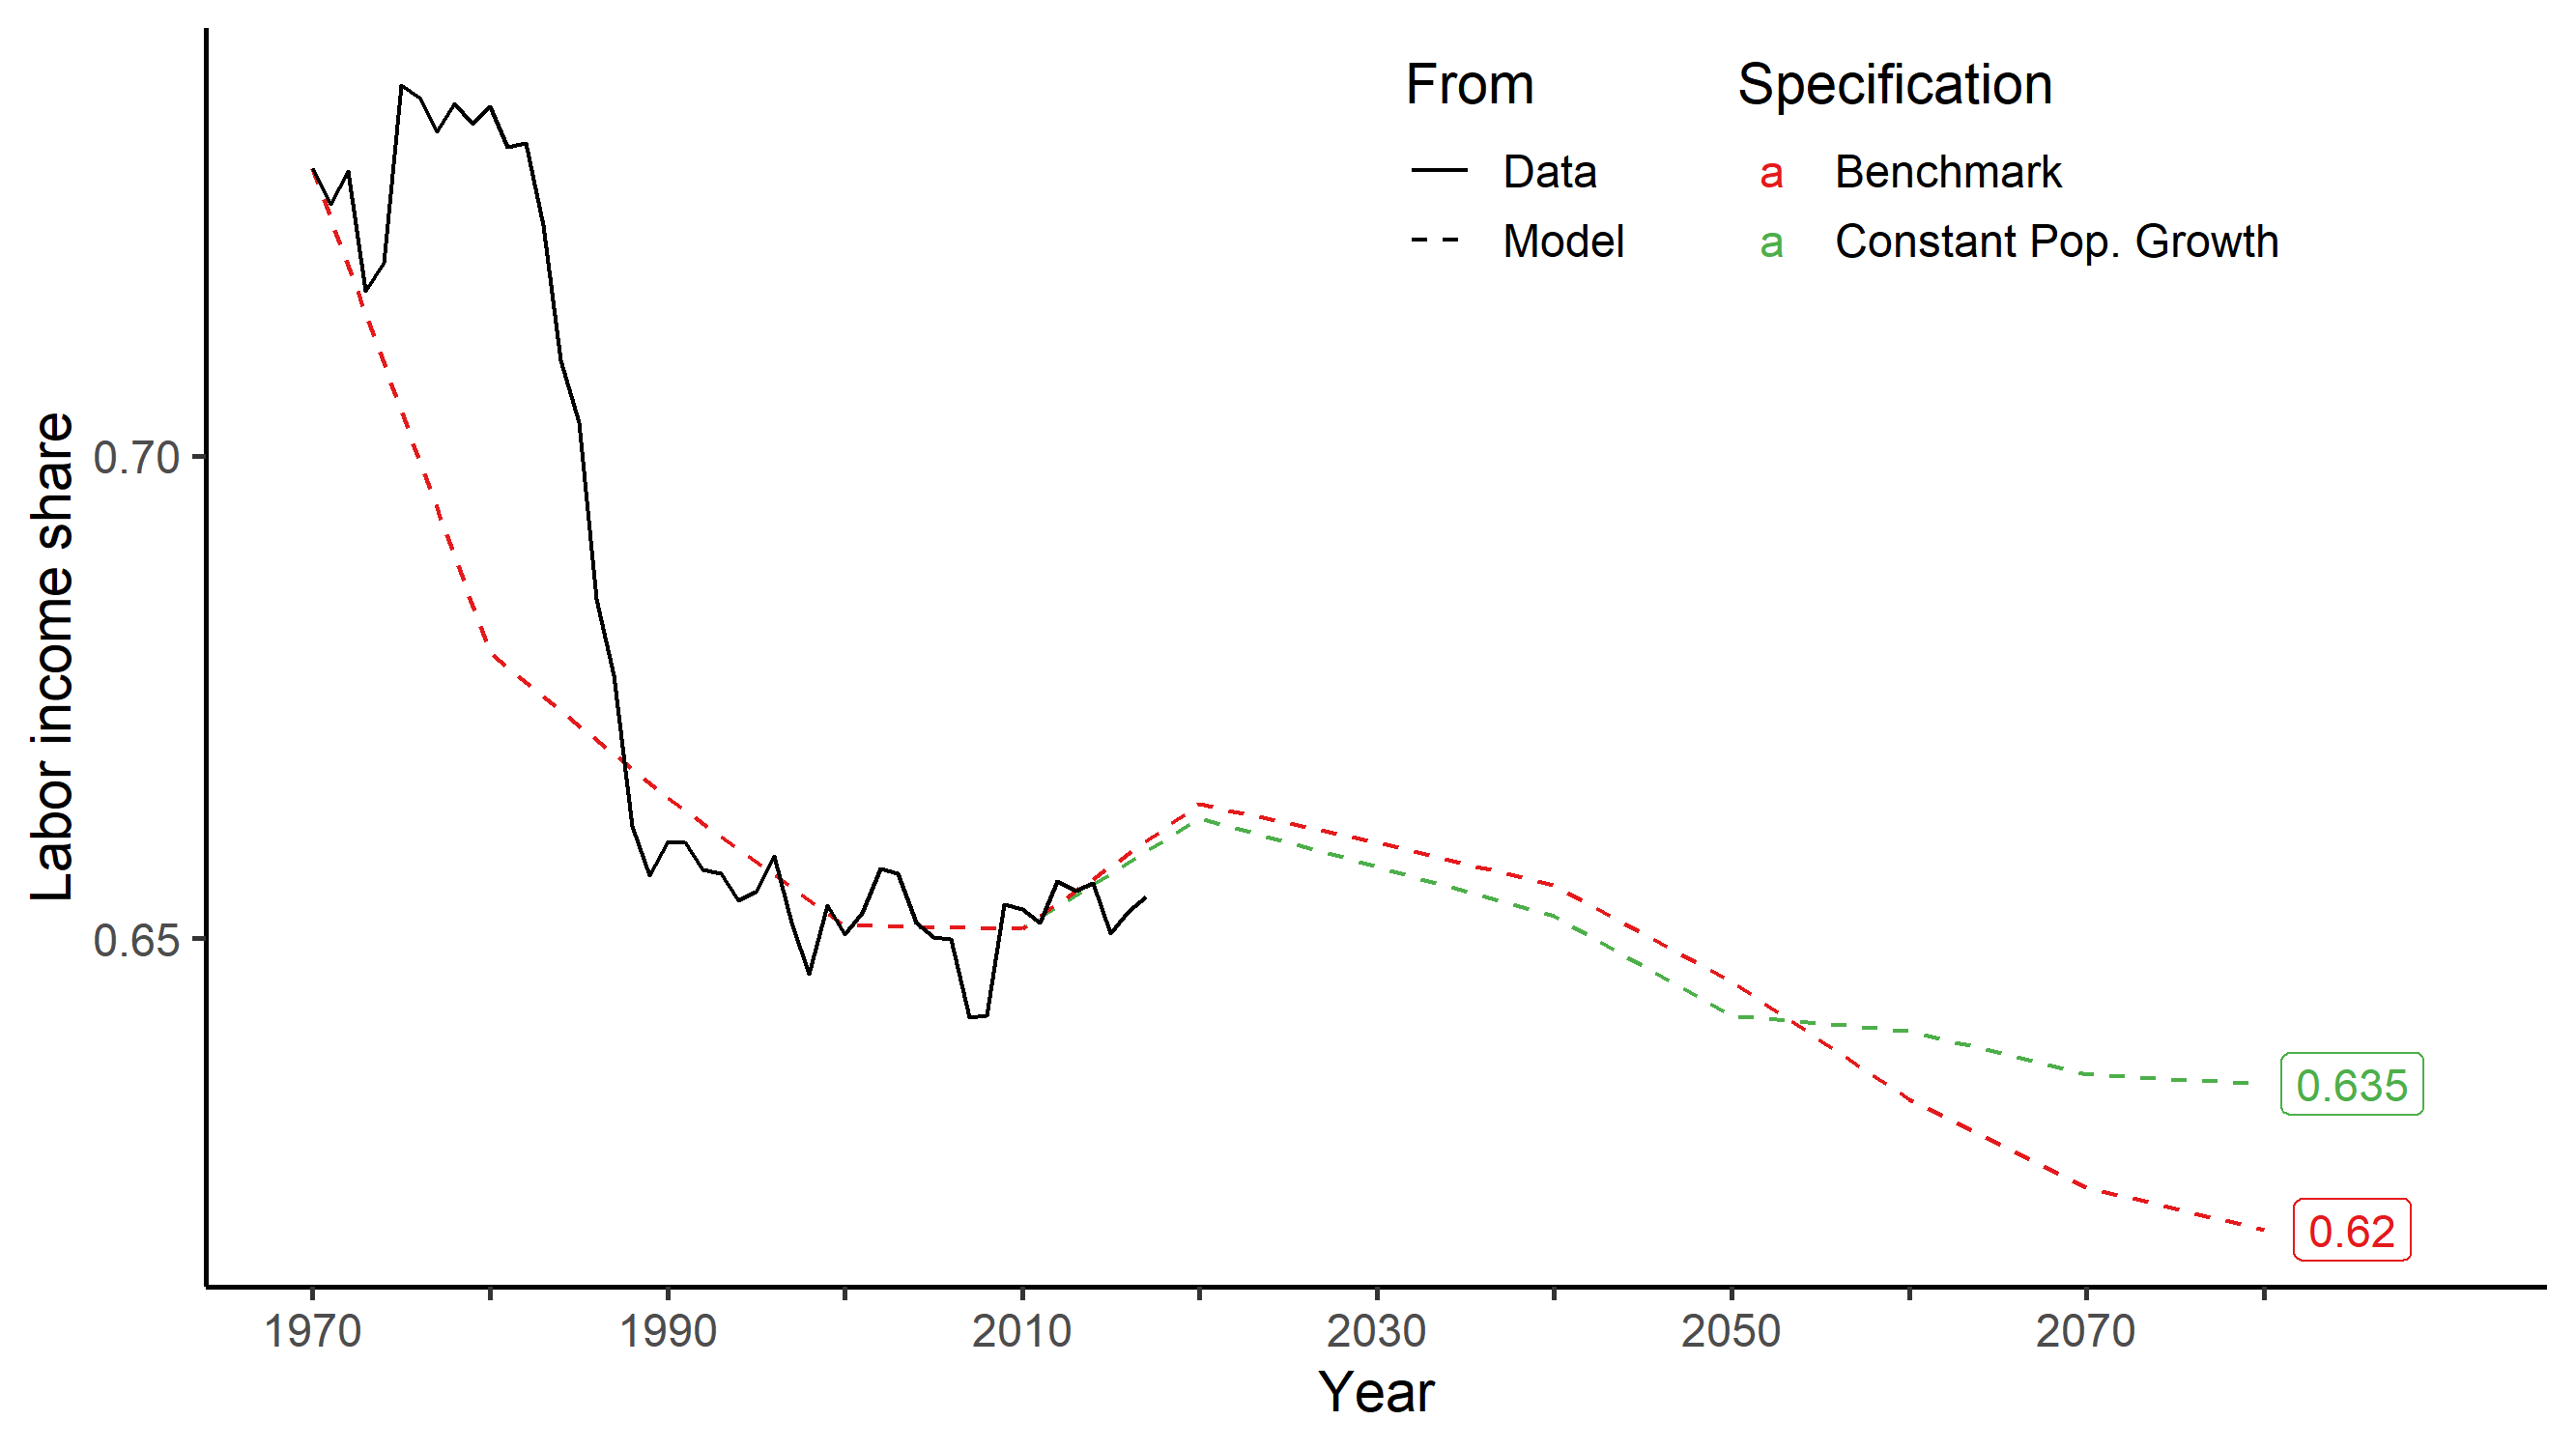 From
Specification
Data
a Benchmark
Model
a Constant Pop. Growth
Labor income share
0.70
0.65
0.635
0.62
1970 1990 2010 2030 2050 2070
Year